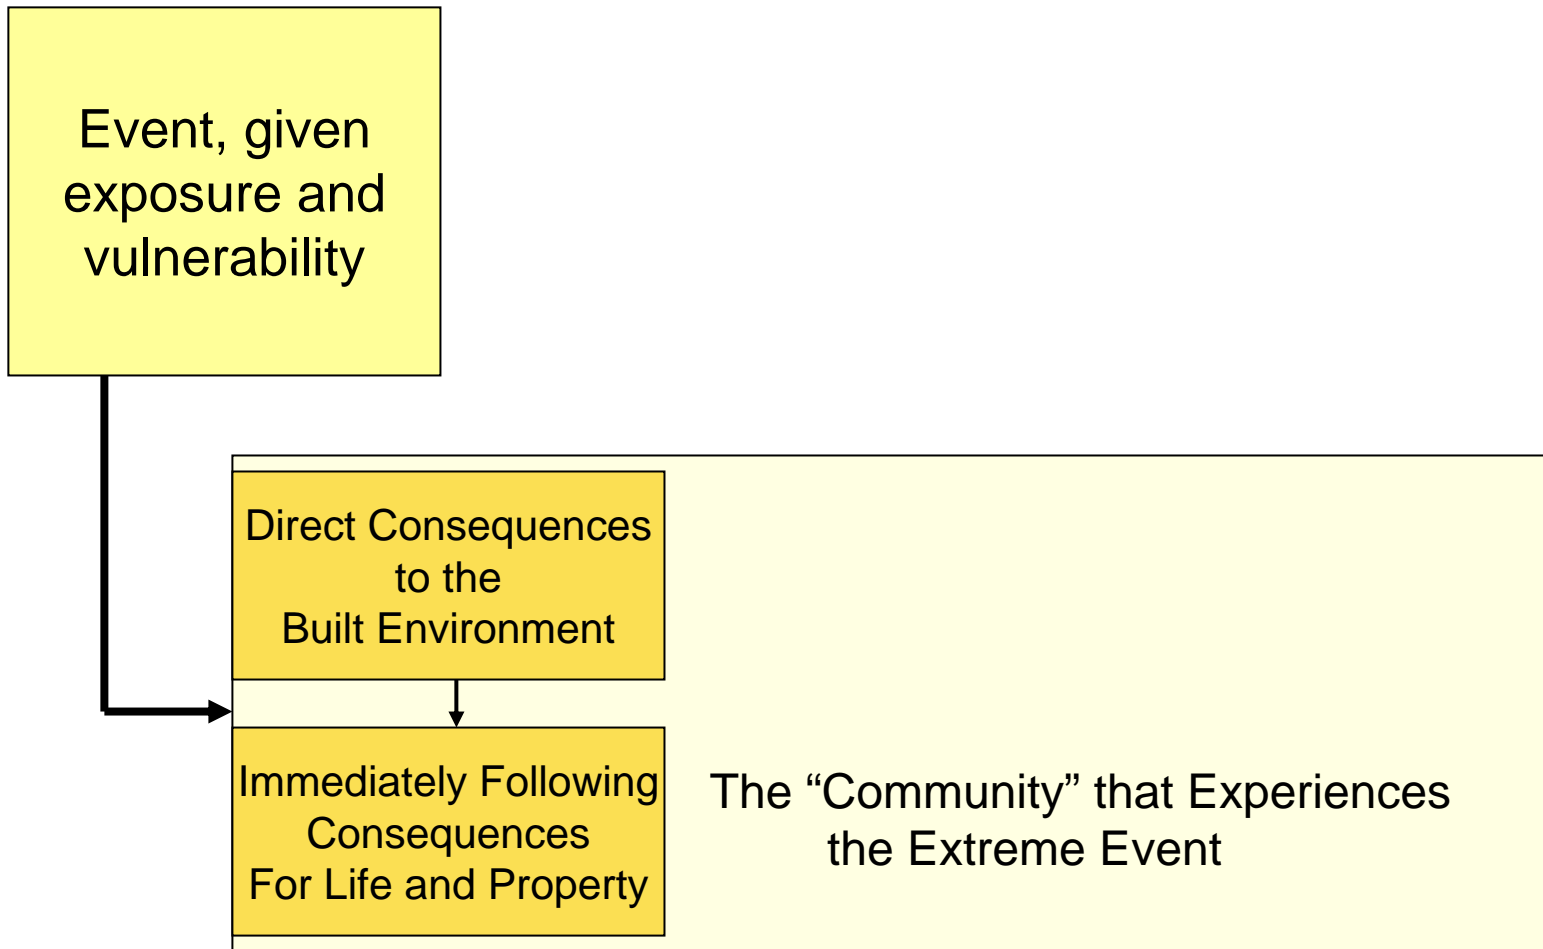 Event, given
exposure and
vulnerability
Direct Consequences
to the
Built Environment
Immediately Following
Consequences
For Life and Property
The “Community” that Experiences
the Extreme Event